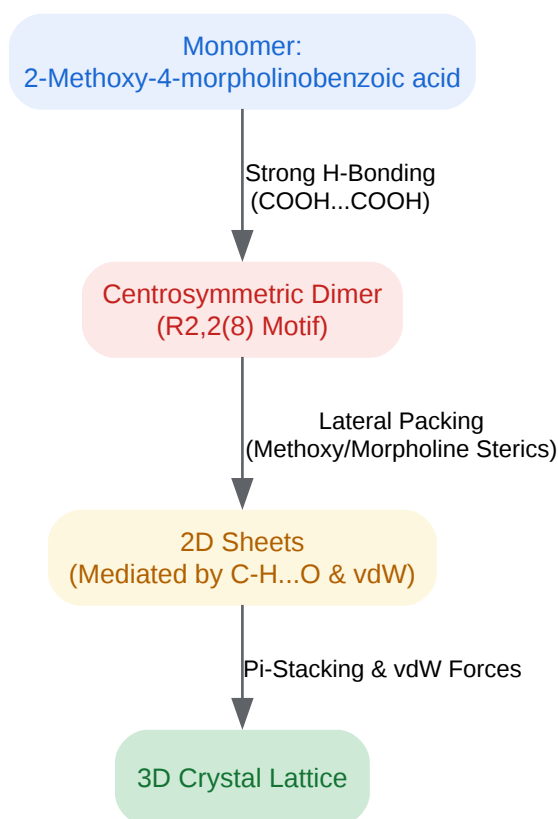 Monomer:
2-Methoxy-4-morpholinobenzoic acid
Strong H-Bonding
(COOH...COOH)
Centrosymmetric Dimer
(R2,2(8) Motif)
Lateral Packing
(Methoxy/Morpholine Sterics)
2D Sheets
(Mediated by C-H...O & vdW)
Pi-Stacking & vdW Forces
3D Crystal Lattice